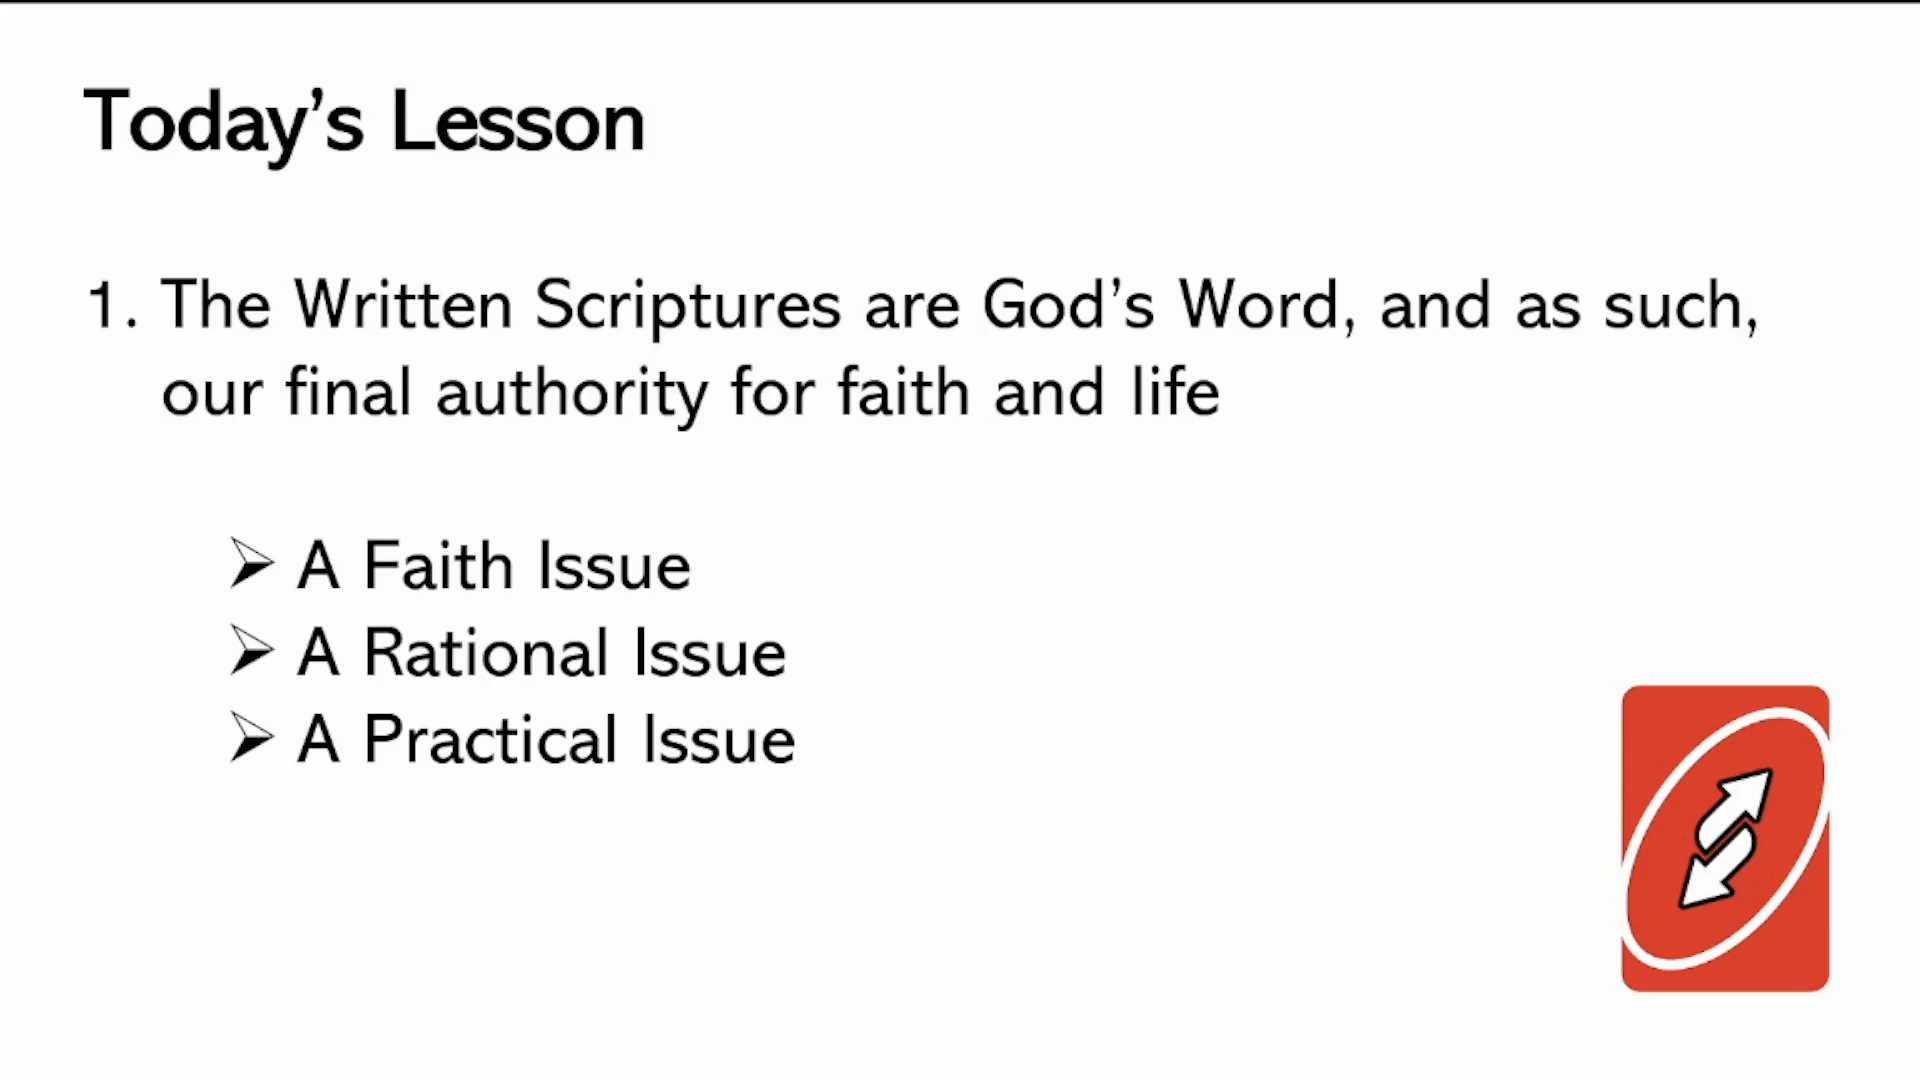 Today’s Lesson
1. The Written Scriptures are God’s Word, and as such,
our final authority for faith and life
➢ A Faith Issue
➢ A Rational Issue
➢ A Practical Issue